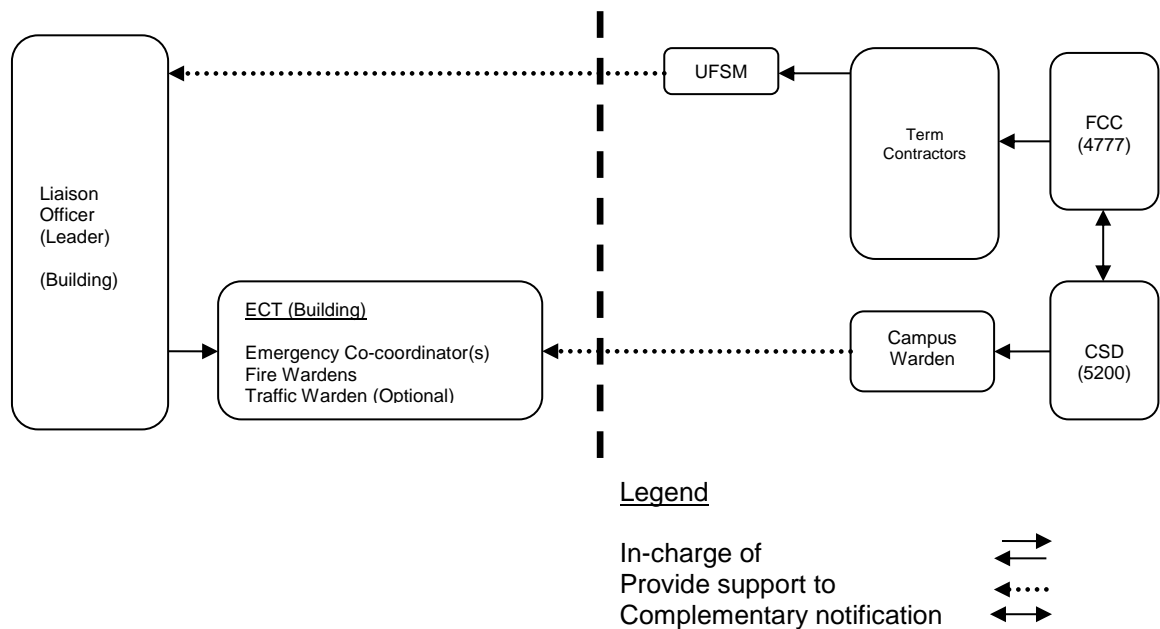 UFSM
FCC
(4777)
Term
Contractors
Liaison
Officer
(Leader)
(Building)
ECT (Building)
Emergency Co-coordinator(s)
Fire Wardens
Traffic Warden (Optional)
Campus
Warden
CSD
(5200)
Legend
In-charge of
Provide support to
Complementary notification